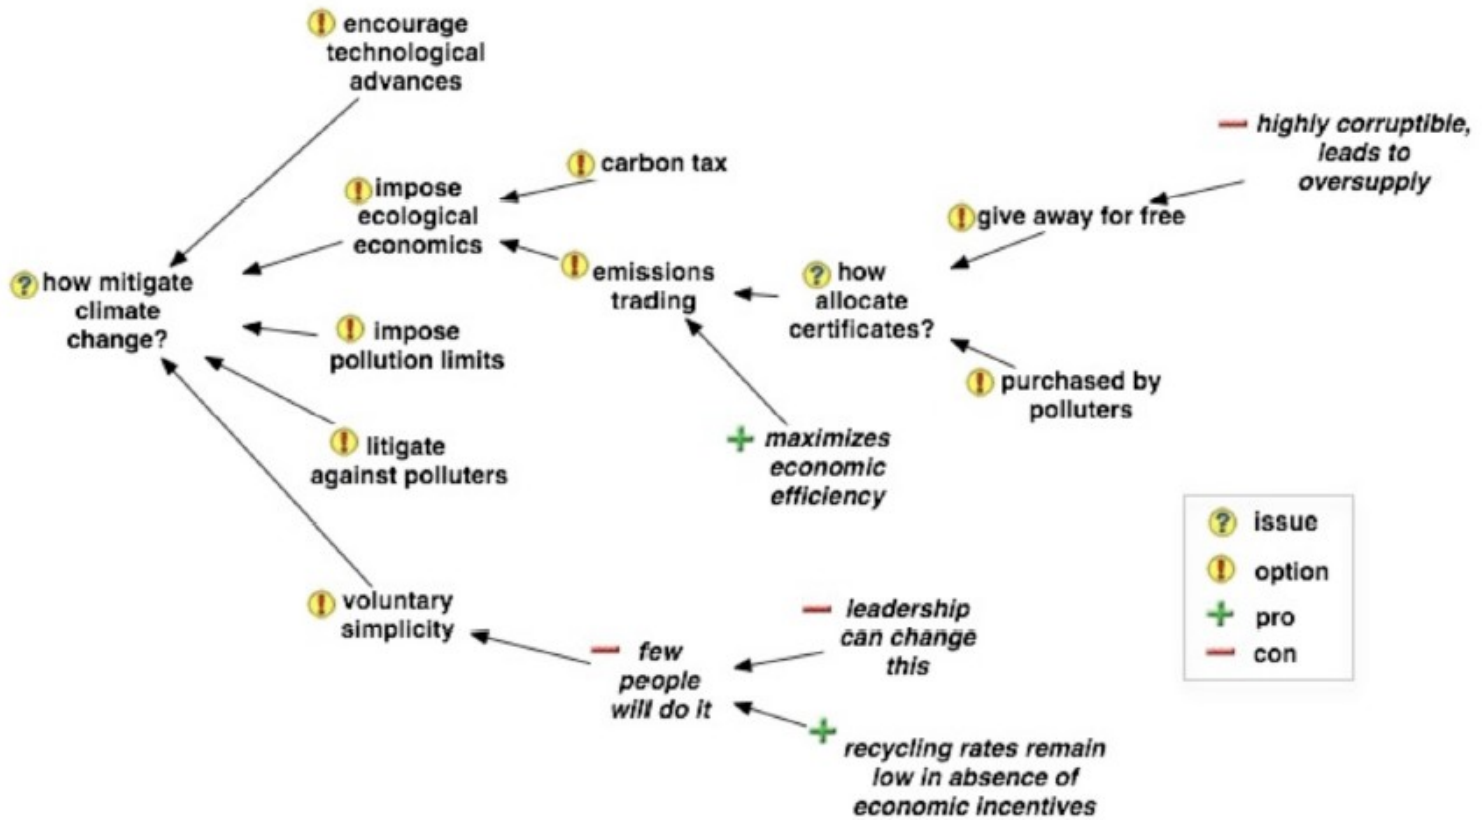 encourage
technological
advances
carbon tax
impose
ecological
economics
highly corruptible,
leads to
oversupply
give away for free
how mitigate
climate
change?
emissions
trading
how
allocate
certificates?
impose
pollution limits
purchased by
polluters
litigate
against polluters
maximizes
economic
efficiency
voluntary
simplicity
few
people
will do it
leadership
can change
this
recycling rates remain
low in absence of
economic incentives
issue
option
pro
con